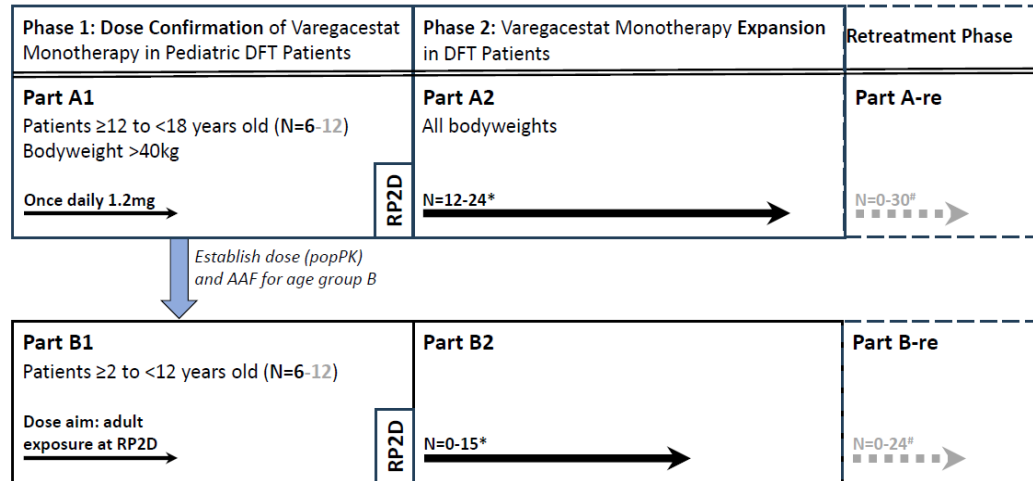 Phase 1: Dose Confirmation of Varegacestat
Monotherapy in Pediatric DFT Patients
Phase 2: Varegacestat Monotherapy Expansion
in DFT Patients
Retreatment Phase
Part A1
Patients ≥12 to <18 years old (N=6-12)
Bodyweight >40kg
Once daily 1.2mg
RP2D
Part A2
All bodyweights
N=12-24*
Part A-re
N=0-30#
Establish dose (popPK)
and AAF for age group B
Part B1
Patients ≥2 to <12 years old (N=6-12)
Dose aim: adult
exposure at RP2D
RP2D
Part B2
N=0-15*
Part B-re
N=0-24#